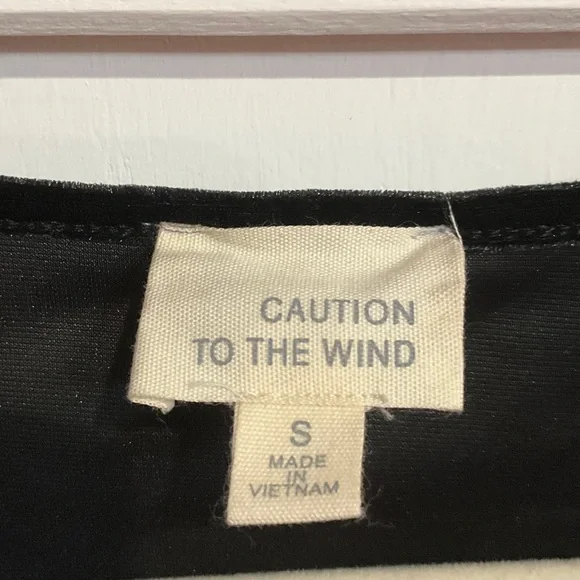 CAUTION
TO THE WIND
S
MADE
IN
VIETNAM